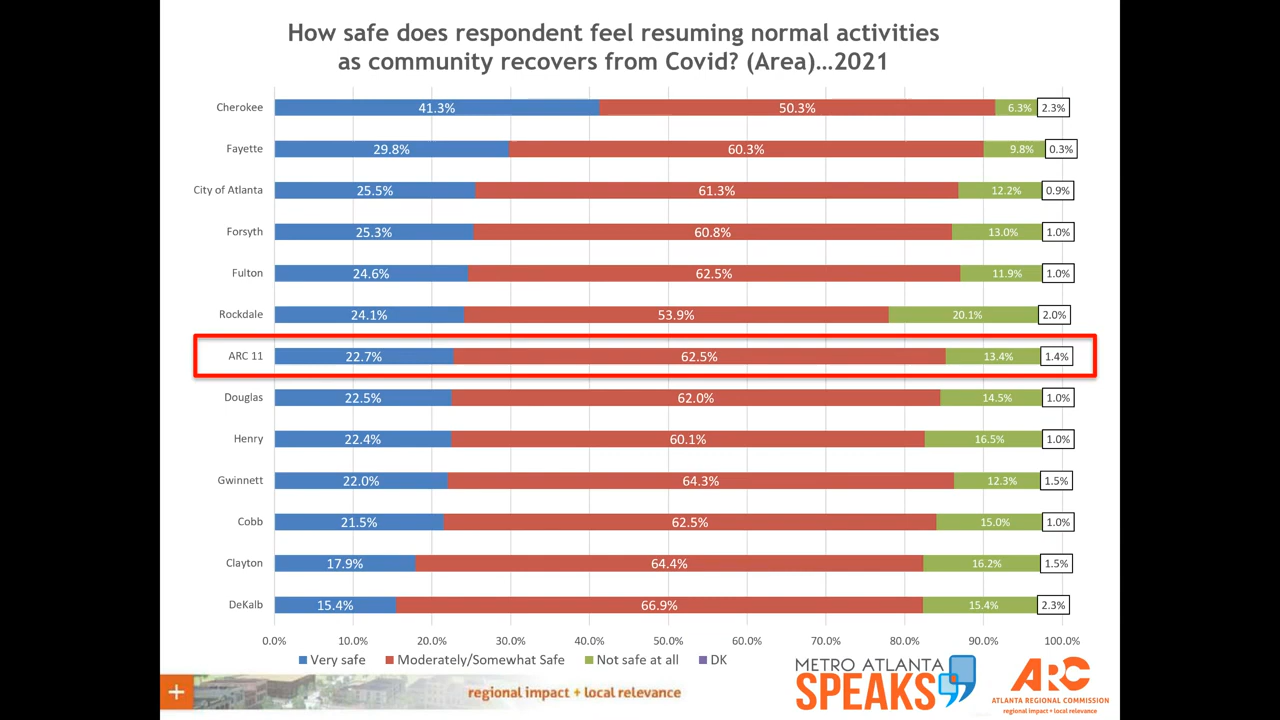 How safe does respondent feel resuming normal activities
as community recovers from Covid? (Area)...2021
Cherokee 41.3% 50.3% 6.3% 2.3%
Fayette 29.8% 60.3% 9.8% 0.3%
City of Atlanta 25.5% 61.3% 12.2% 0.9%
Forsyth 25.3% 60.8% 13.0% 1.0%
Fulton 24.6% 62.5% 11.9% 1.0%
Rockdale 24.1% 53.9% 20.1% 2.0%
ARC 11 22.7% 62.5% 13.4% 1.4%
Douglas 22.5% 62.0% 14.5% 1.0%
Henry 22.4% 60.1% 16.5% 1.0%
Gwinnett 22.0% 64.3% 12.3% 1.5%
Cobb 21.5% 62.5% 15.0% 1.0%
Clayton 17.9% 64.4% 16.2% 1.5%
DeKalb 15.4% 66.9% 15.4% 2.3%
0.0% 10.0% 20.0% 30.0% 40.0% 50.0% 60.0% 70.0% 80.0% 90.0% 100.0%
Very safe Moderately/Somewhat Safe Not safe at all DK
+ regional impact + local relevance
METRO ATLANTA
SPEAKS
ARC
ATLANTA REGIONAL COMMISSION
regional impact + local relevance